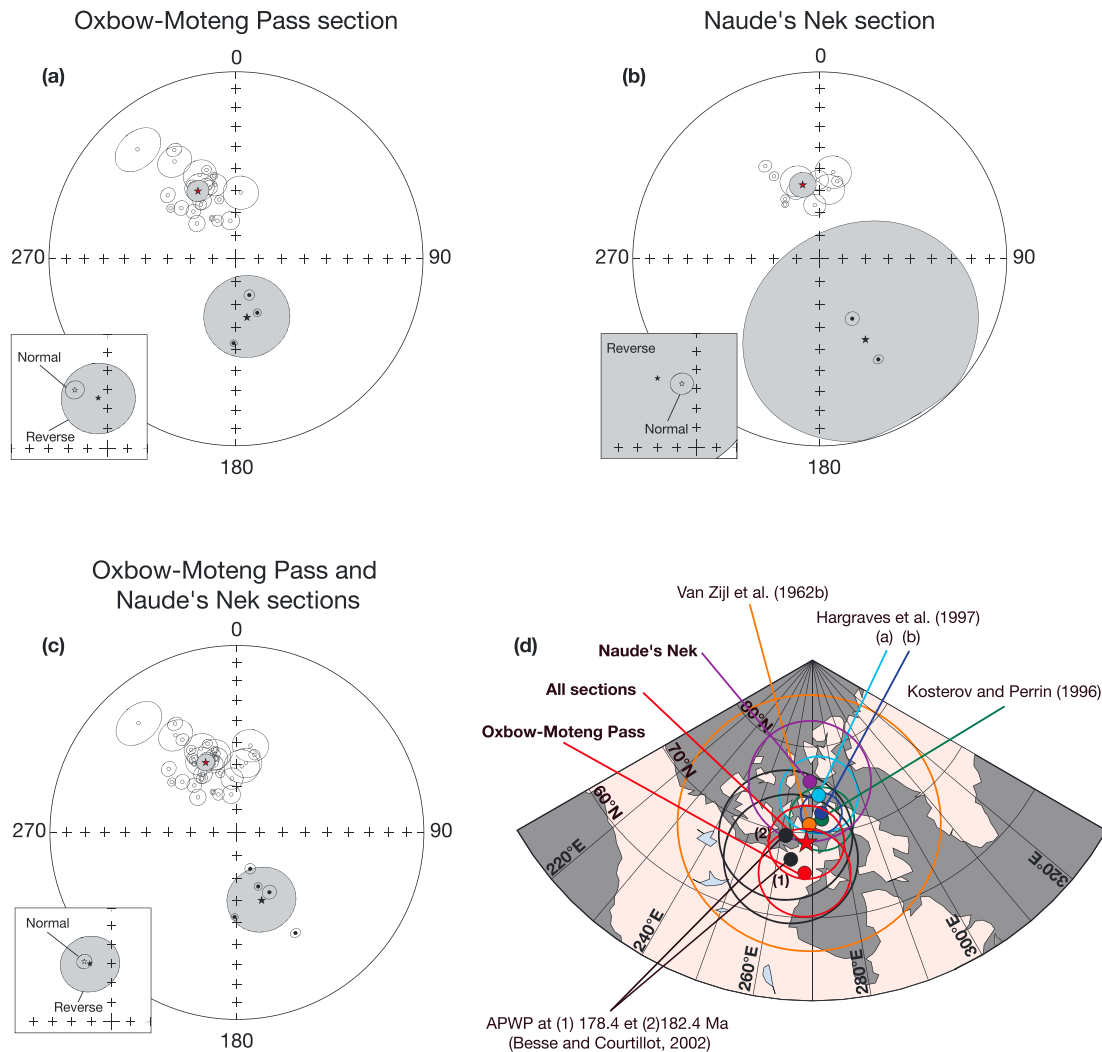 Oxbow-Moteng Pass section
(a)
0
270
90
180
Normal
Reverse
Naude's Nek section
(b)
0
270
90
180
Reverse
Normal
Oxbow-Moteng Pass and
Naude's Nek sections
(c)
0
270
90
180
Normal
Reverse
(d)
Van Zijl et al. (1962b)
Hargraves et al. (1997)
(a) (b)
Naude's Nek
Kosterov and Perrin (1996)
All sections
Oxbow-Moteng Pass
80°N
70°N
60°N
(2)
(1)
220°E
240°E
260°E
280°E
300°E
320°E
APWP at (1) 178.4 et (2)182.4 Ma
(Besse and Courtillot, 2002)